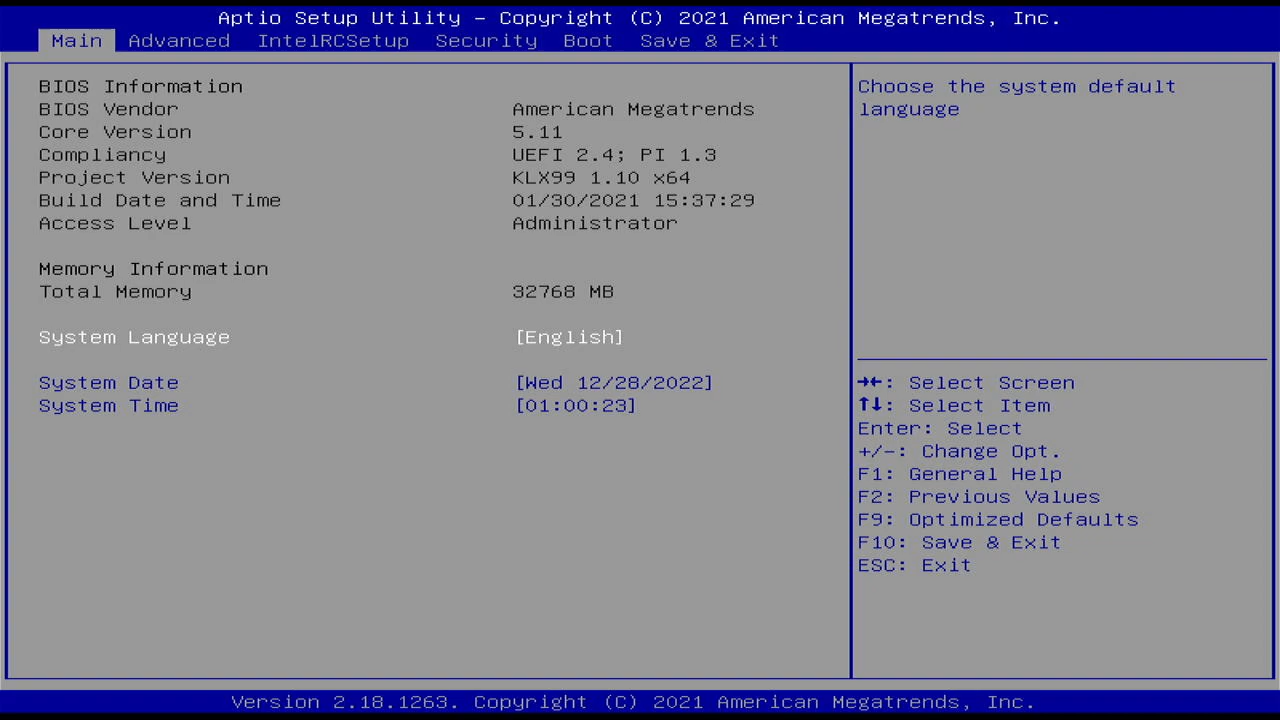 Aptio Setup Utility – Copyright (C) 2021 American Megatrends, Inc.
Main Advanced IntelRCSetup Security Boot Save & Exit
BIOS Information
BIOS Vendor American Megatrends
Core Version 5.11
Compliancy UEFI 2.4; PI 1.3
Project Version KLX99 1.10 x64
Build Date and Time 01/30/2021 15:37:29
Access Level Administrator
Memory Information
Total Memory 32768 MB
System Language [English]
System Date [Wed 12/28/2022]
System Time [01:00:23]
Choose the system default
language
→←: Select Screen
↑↓: Select Item
Enter: Select
+/-: Change Opt.
F1: General Help
F2: Previous Values
F9: Optimized Defaults
F10: Save & Exit
ESC: Exit
Version 2.18.1263. Copyright (C) 2021 American Megatrends, Inc.